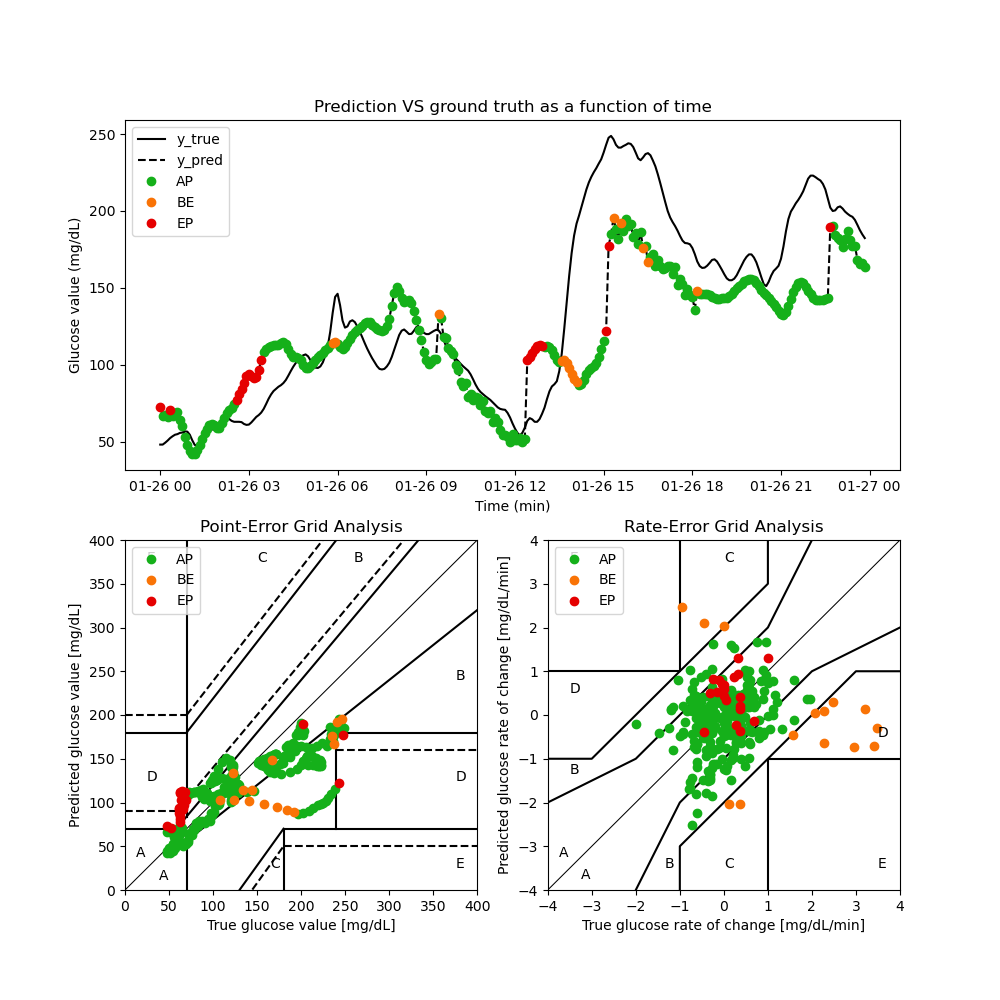 Prediction VS ground truth as a function of time
Glucose value (mg/dL)
250
200
150
100
50
y_true
y_pred
AP
BE
EP
01-26 00 01-26 03 01-26 06 01-26 09 01-26 12 01-26 15 01-26 18 01-26 21 01-27 00
Time (min)
Point-Error Grid Analysis
Predicted glucose value [mg/dL]
400
350
300
250
200
150
100
50
0
AP
BE
EP
C
B
B
D
D
A
A
C
E
0 50 100 150 200 250 300 350 400
True glucose value [mg/dL]
Rate-Error Grid Analysis
Predicted glucose rate of change [mg/dL/min]
4
3
2
1
0
−1
−2
−3
−4
AP
BE
EP
C
D
D
B
A
A
B
C
E
−4 −3 −2 −1 0 1 2 3 4
True glucose rate of change [mg/dL/min]